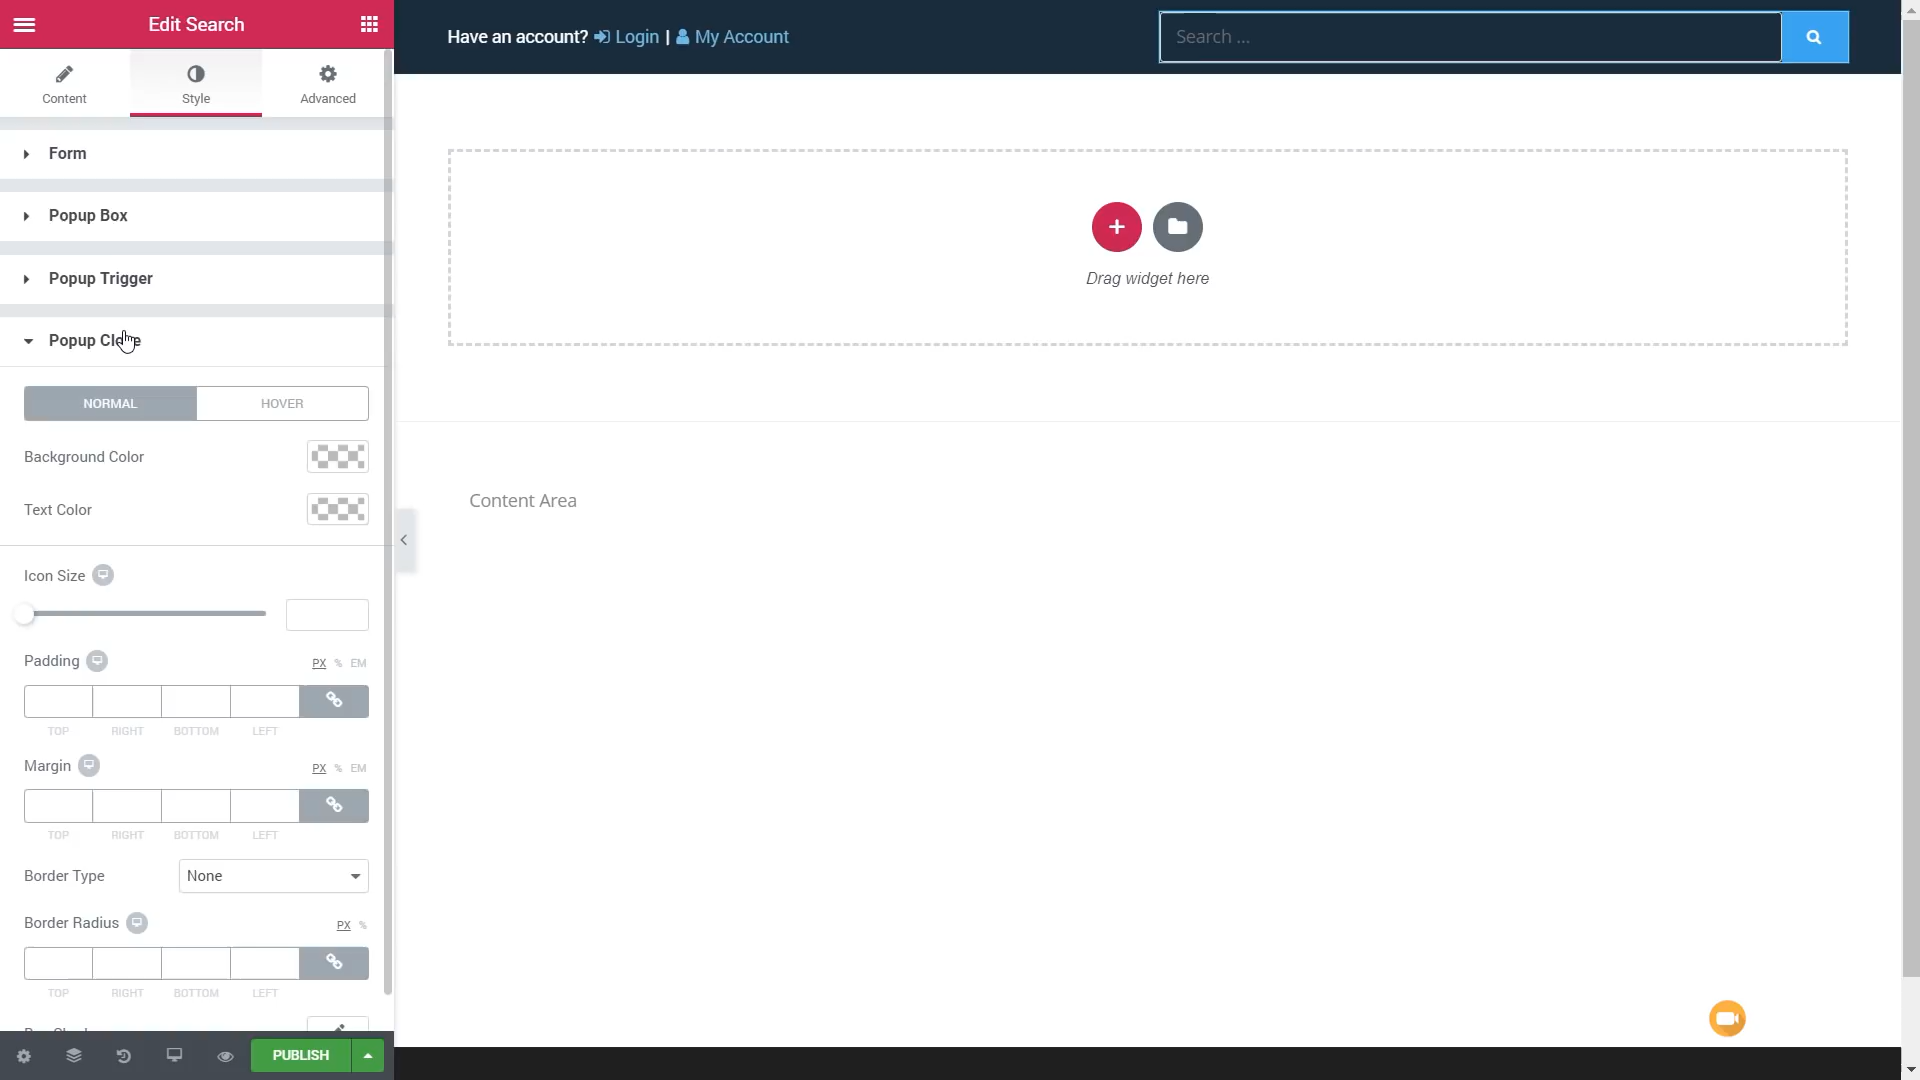 Edit Search
Content
Style
Advanced
Form
Popup Box
Popup Trigger
NORMAL
HOVER
Background Color
Text Color
Icon Size
Padding
PX % EM
TOP RIGHT BOTTOM LEFT
Margin
PX % EM
TOP RIGHT BOTTOM LEFT
Border Type
None
Border Radius
PX %
TOP RIGHT BOTTOM LEFT
PUBLISH
Have an account? Login | My Account
Search ...
Drag widget here
Content Area